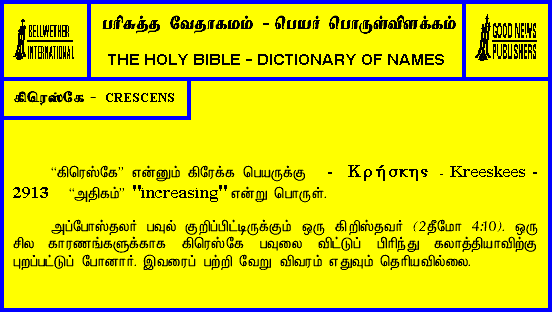 BELLWETHER
INTERNATIONAL
பரிசுத்த வேதாகமம் - பெயர் பொருள்விளக்கம்
THE HOLY BIBLE - DICTIONARY OF NAMES
GOOD NEWS
PUBLISHERS
கிரெஸ்கே - CRESCENS
“கிரெஸ்கே” என்னும் கிரேக்க பெயருக்கு - Κρήσκης - Kreeskees -
2913 “அதிகம்” "increasing" என்று பொருள்.
அப்போஸ்தலர் பவுல் குறிப்பிட்டிருக்கும் ஒரு கிறிஸ்தவர் (2தீமோ 4:10). ஒரு
சில காரணங்களுக்காக கிரெஸ்கே பவுலை விட்டுப் பிரிந்து கலாத்தியாவிற்கு
புறப்பட்டுப் போனார். இவரைப் பற்றி வேறு விவரம் எதுவும் தெரியவில்லை.